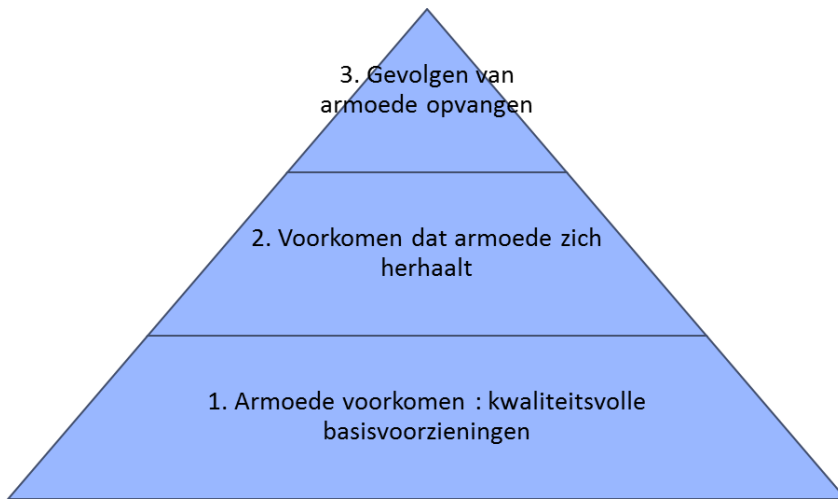 3. Gevolgen van
armoede opvangen
2. Voorkomen dat armoede zich
herhaalt
1. Armoede voorkomen : kwaliteitsvolle
basisvoorzieningen